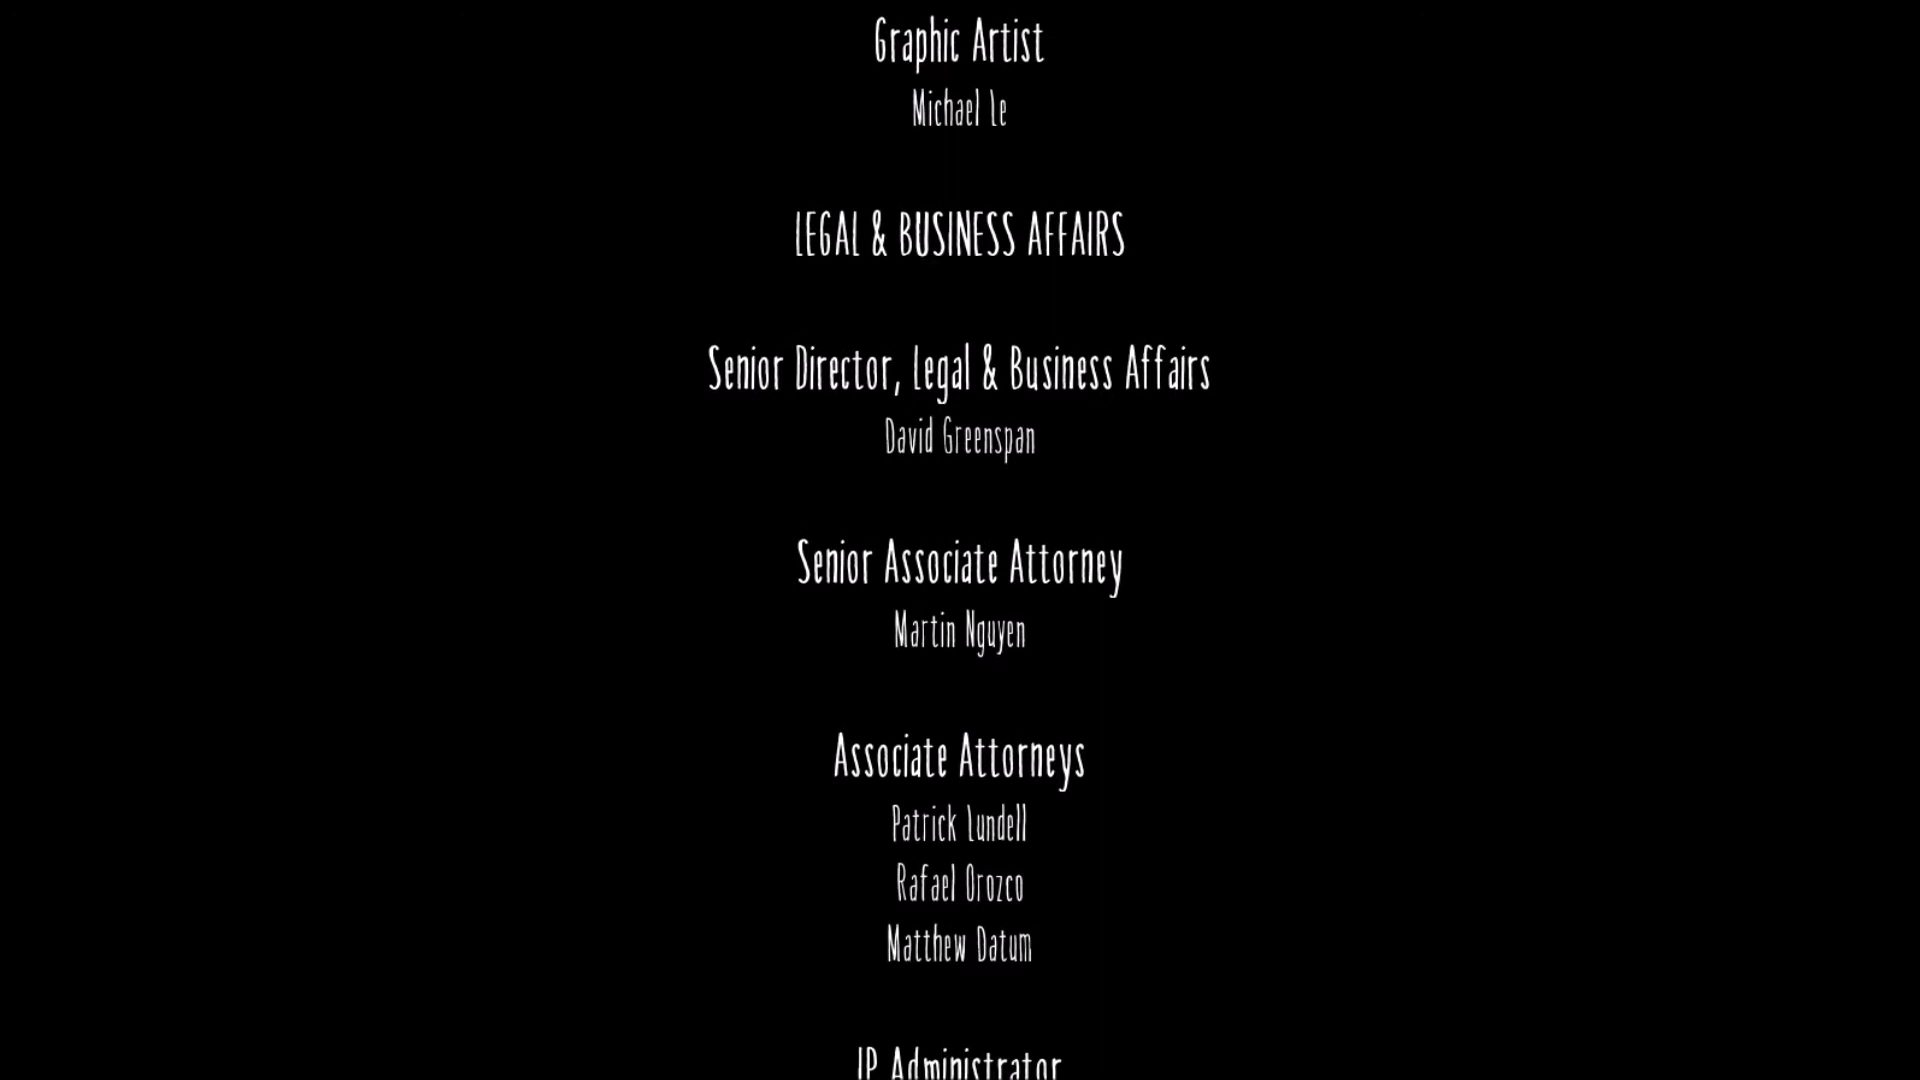 Graphic Artist
Michael Le
LEGAL & BUSINESS AFFAIRS
Senior Director, Legal & Business Affairs
David Greenspan
Senior Associate Attorney
Martin Nguyen
Associate Attorneys
Patrick Lundell
Rafael Orozco
Matthew Datum
IP Administrator